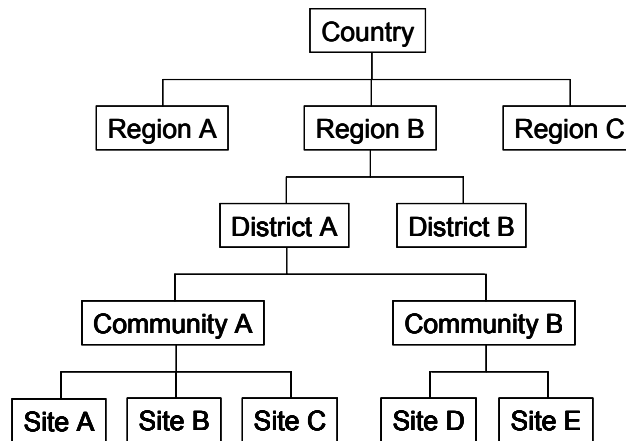 Country
Region A
Region B
Region C
District A
District B
Community A
Community B
Site A
Site B
Site C
Site D
Site E